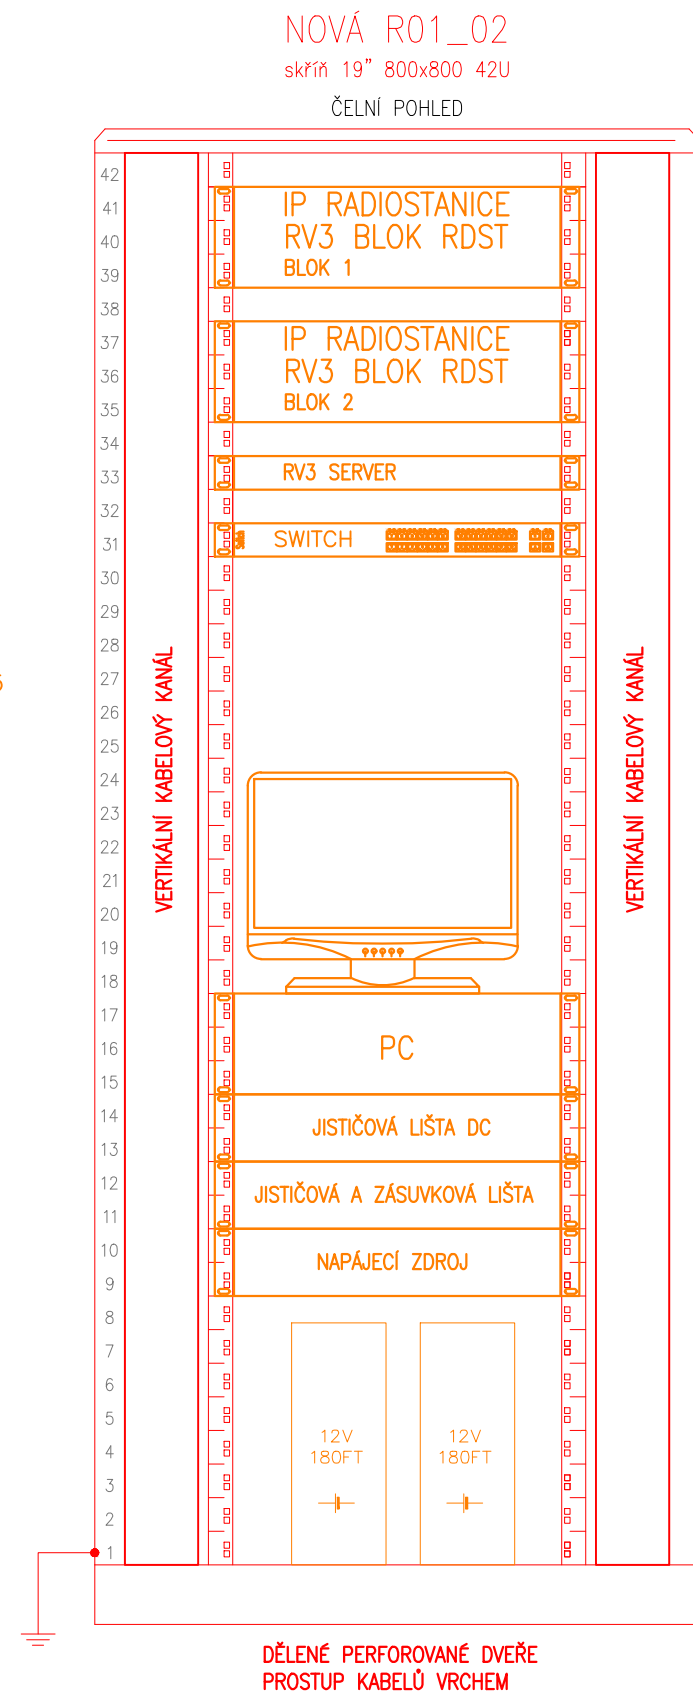 NOVÁ R01_02
skříň 19" 800x800 42U
ČELNÍ POHLED
42
41
IP RADIOSTANICE
40
RV3 BLOK RDST
39
BLOK 1
38
37
IP RADIOSTANICE
36
RV3 BLOK RDST
35
BLOK 2
34
33
RV3 SERVER
32
31
SWITCH
30
29
28
27
26
25
24
23
22
21
20
19
18
VERTIKÁLNÍ KABELOVÝ KANÁL
VERTIKÁLNÍ KABELOVÝ KANÁL
17
16
PC
15
14
JISTIČOVÁ LIŠTA DC
13
12
JISTIČOVÁ A ZÁSUVKOVÁ LIŠTA
11
10
NAPÁJECÍ ZDROJ
9
8
7
6
5
4
12V
180FT
12V
180FT
3
2
1
DĚLENÉ PERFOROVANÉ DVEŘE
PROSTUP KABELŮ VRCHEM